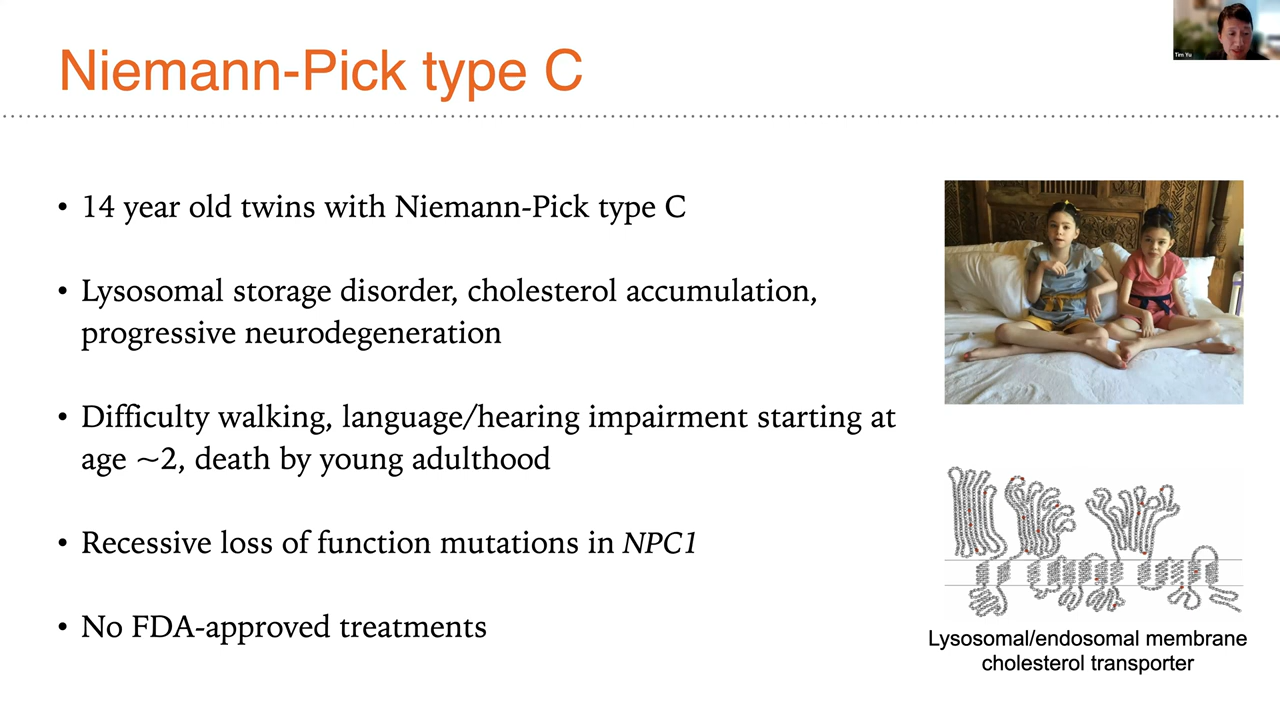 Niemann-Pick type C
Tim Yu
• 14 year old twins with Niemann-Pick type C
• Lysosomal storage disorder, cholesterol accumulation,
progressive neurodegeneration
• Difficulty walking, language/hearing impairment starting at
age ~2, death by young adulthood
• Recessive loss of function mutations in NPC1
• No FDA-approved treatments
Lysosomal/endosomal membrane
cholesterol transporter